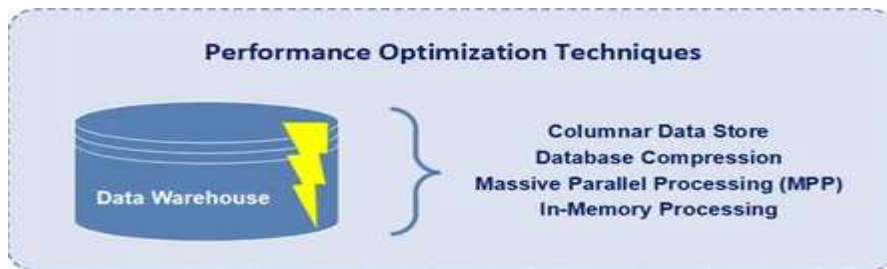 Performance Optimization Techniques
Data Warehouse
Columnar Data Store
Database Compression
Massive Parallel Processing (MPP)
In-Memory Processing